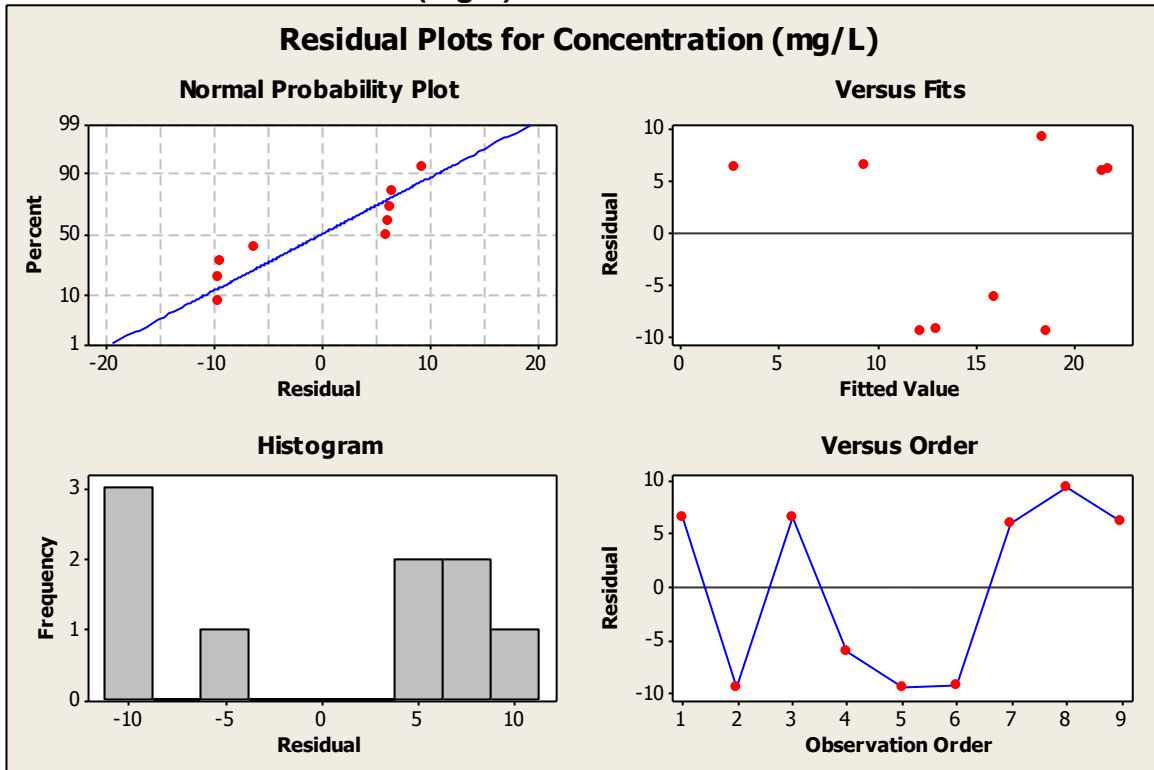 Residual Plots for Concentration (mg/L)
Normal Probability Plot
99
90
50
10
1
Percent
-20 -10 0 10 20
Residual
Versus Fits
10
5
0
-5
-10
Residual
0 5 10 15 20
Fitted Value
Histogram
3
2
1
0
Frequency
-10 -5 0 5 10
Residual
Versus Order
10
5
0
-5
-10
Residual
1 2 3 4 5 6 7 8 9
Observation Order